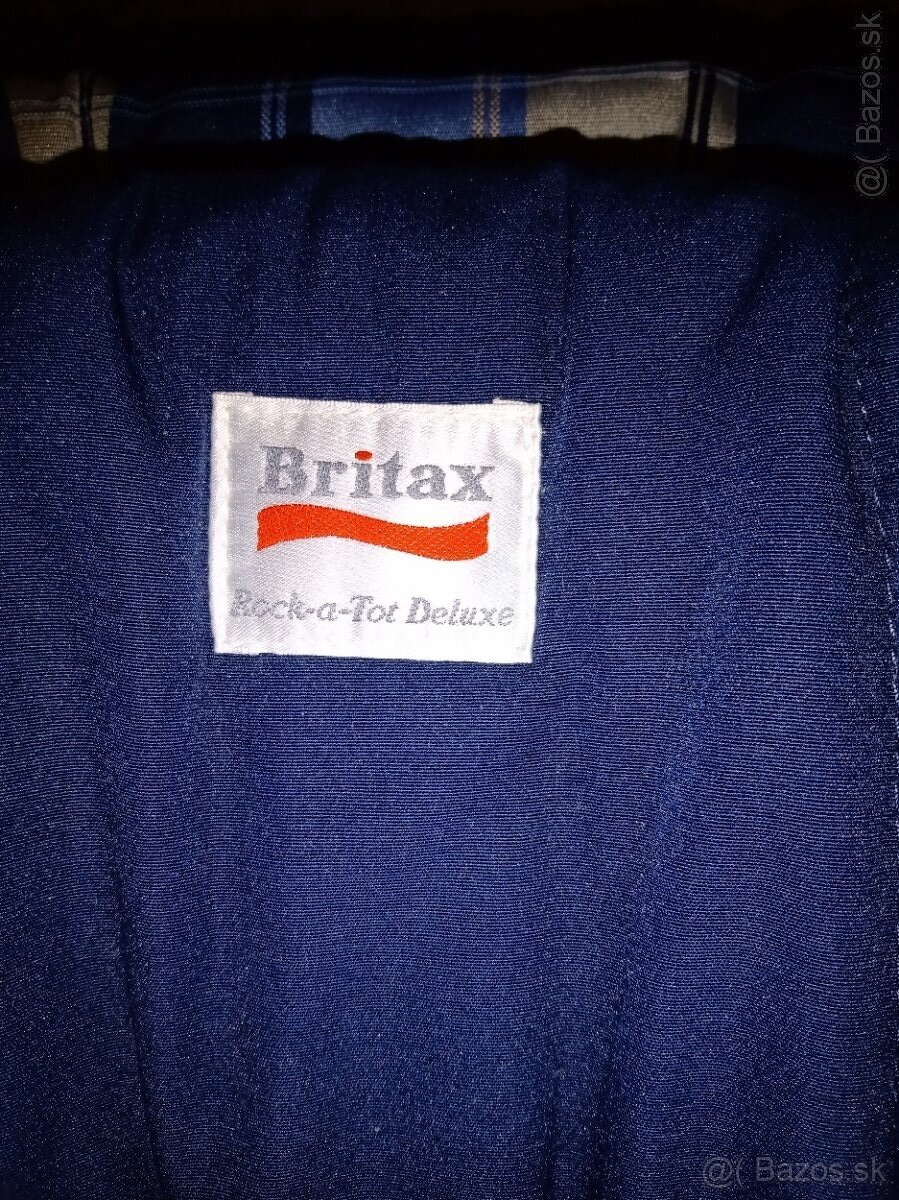 @( Bazos.sk
Britax
Rock-a-Tot Deluxe
@( Bazos.sk